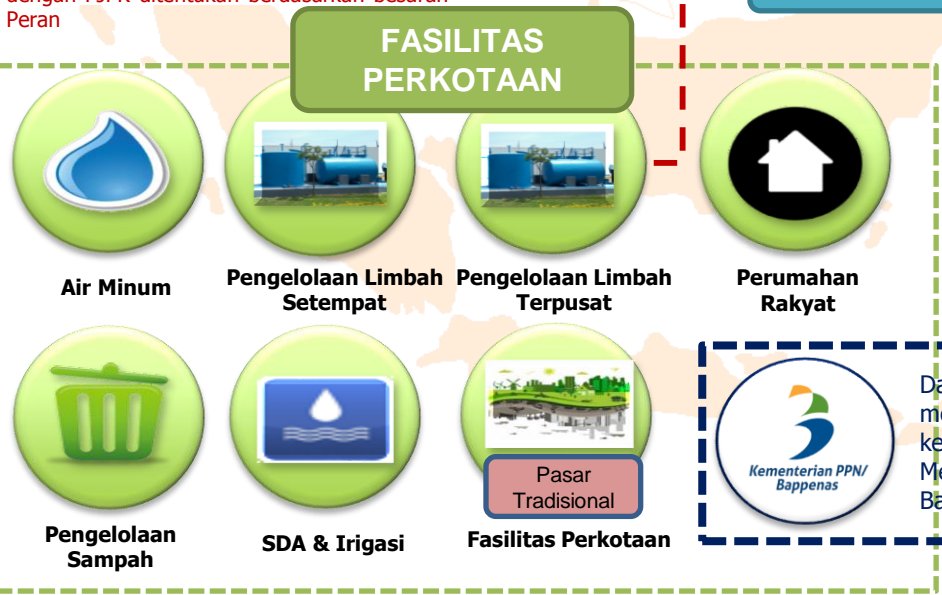 Peran
FASILITAS
PERKOTAAN
Air Minum
Pengelolaan Limbah
Setempat
Pengelolaan Limbah
Terpusat
Perumahan
Rakyat
Pengelolaan
Sampah
SDA & Irigasi
Pasar
Tradisional
Fasilitas Perkotaan
Kementerian PPN/
Bappenas